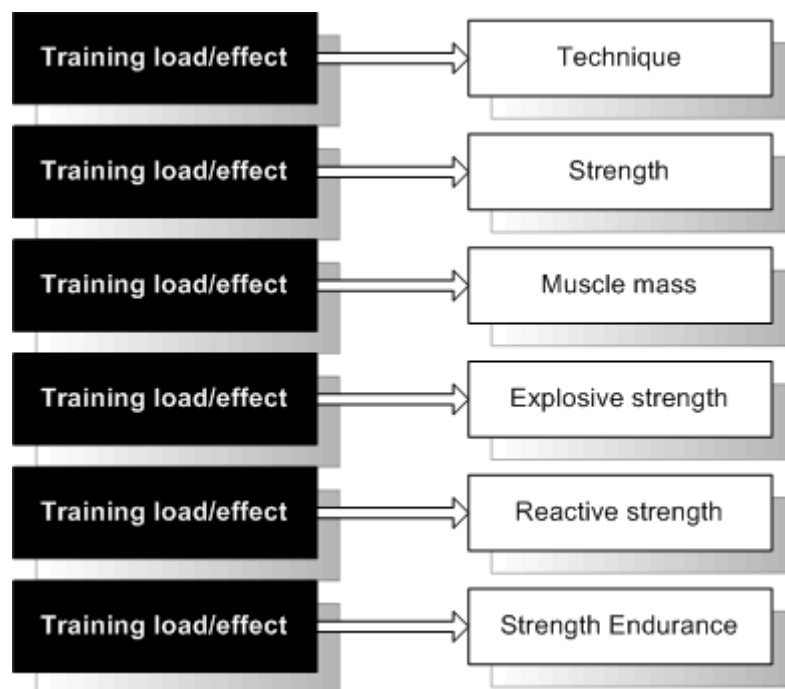 Training load/effect Technique
Training load/effect Strength
Training load/effect Muscle mass
Training load/effect Explosive strength
Training load/effect Reactive strength
Training load/effect Strength Endurance